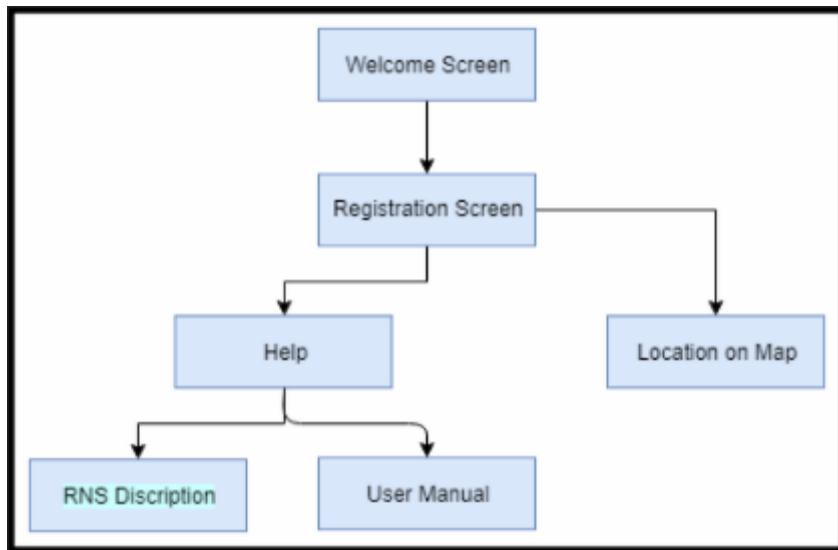 Welcome Screen
Registration Screen
Help
Location on Map
RNS Discription
User Manual